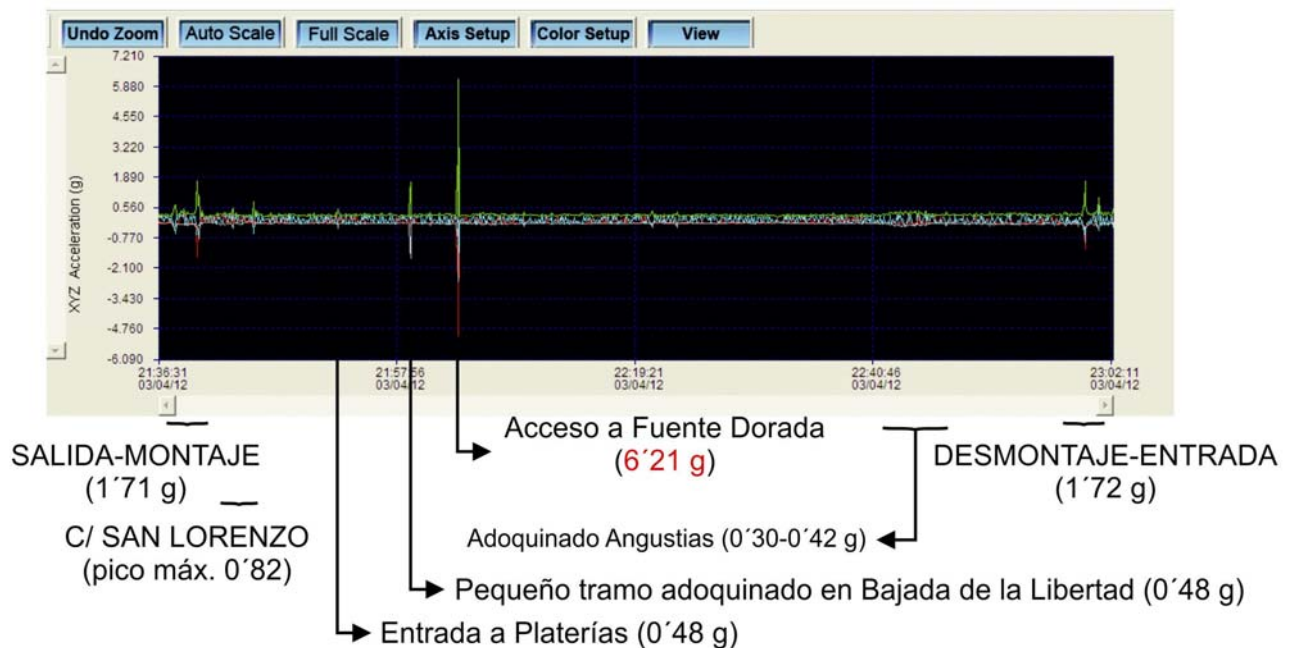 Undo Zoom Auto Scale Full Scale Axis Setup Color Setup View
XYZ Acceleration (g)
7.210
5.880
4.550
3.220
1.890
0.560
-0.770
-2.100
-3.430
-4.760
-6.090
21:36:31 21:57:56 22:19:21 22:40:46 23:02:11
03/04/12 03/04/12 03/04/12 03/04/12 03/04/12
SALIDA-MONTAJE
(1´71 g)
C/ SAN LORENZO
(pico máx. 0´82)
Acceso a Fuente Dorada
(6´21 g)
DESMONTAJE-ENTRADA
(1´72 g)
Adoquinado Angustias (0´30-0´42 g)
Pequeño tramo adoquinado en Bajada de la Libertad (0´48 g)
Entrada a Platerías (0´48 g)